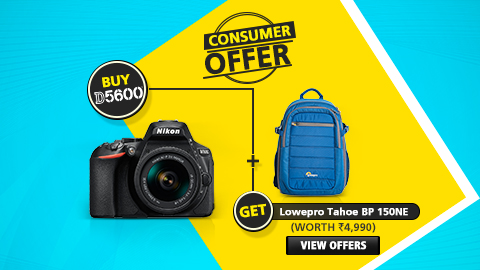 CONSUMER
OFFER
BUY
D5600
Nikon
GET
Lowepro Tahoe BP 150NE
(WORTH ₹4,990)
VIEW OFFERS